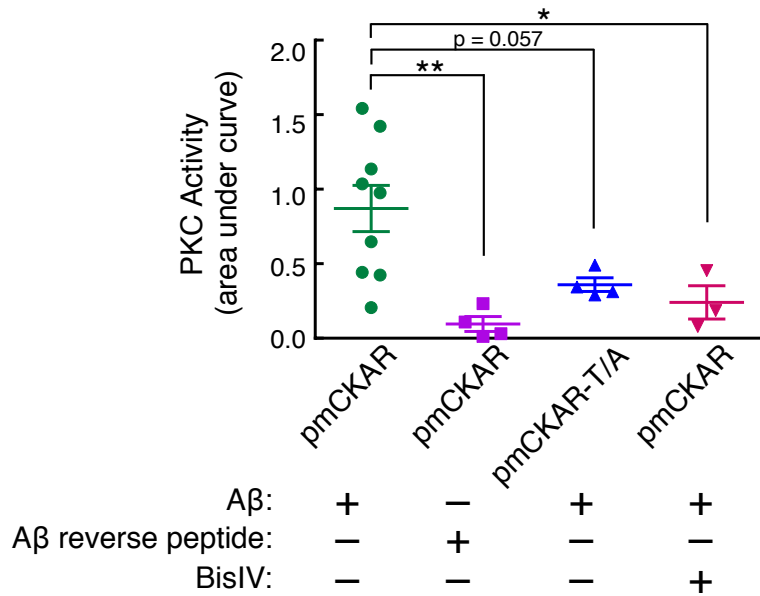 *
p = 0.057
**
2.0
1.5
1.0
0.5
0.0
PKC Activity
(area under curve)
pmCKAR
pmCKAR
pmCKAR-T/A
pmCKAR
Aβ: + − + +
Aβ reverse peptide: − + − −
BisIV: − − − +